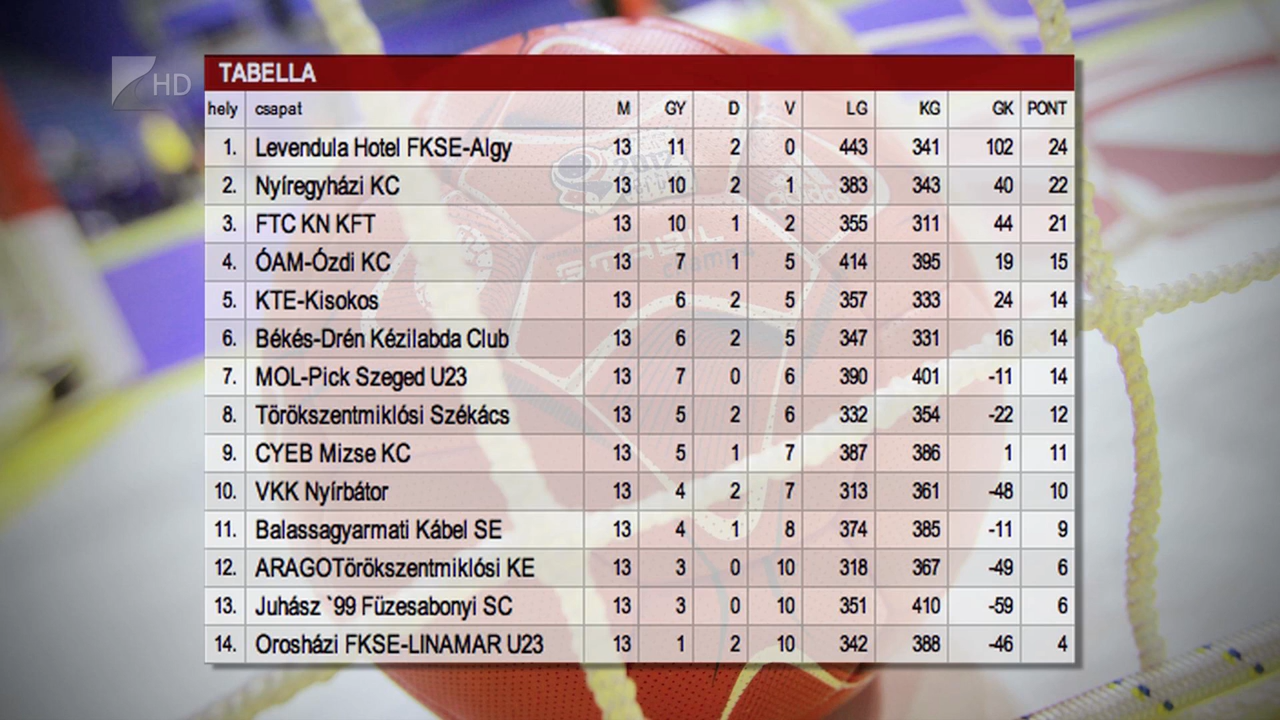 HD
TABELLA
hely csapat M GY D V LG KG GK PONT
1. Levendula Hotel FKSE-Algy 13 11 2 0 443 341 102 24
2. Nyíregyházi KC 13 10 2 1 383 343 40 22
3. FTC KN KFT 13 10 1 2 355 311 44 21
4. ÓAM-Ózdi KC 13 7 1 5 414 395 19 15
5. KTE-Kisokos 13 6 2 5 357 333 24 14
6. Békés-Drén Kézilabda Club 13 6 2 5 347 331 16 14
7. MOL-Pick Szeged U23 13 7 0 6 390 401 -11 14
8. Törökszentmiklósi Székács 13 5 2 6 332 354 -22 12
9. CYEB Mizse KC 13 5 1 7 387 386 1 11
10. VKK Nyírbátor 13 4 2 7 313 361 -48 10
11. Balassagyarmati Kábel SE 13 4 1 8 374 385 -11 9
12. ARAGOTörökszentmiklósi KE 13 3 0 10 318 367 -49 6
13. Juhász `99 Füzesabonyi SC 13 3 0 10 351 410 -59 6
14. Orosházi FKSE-LINAMAR U23 13 1 2 10 342 388 -46 4